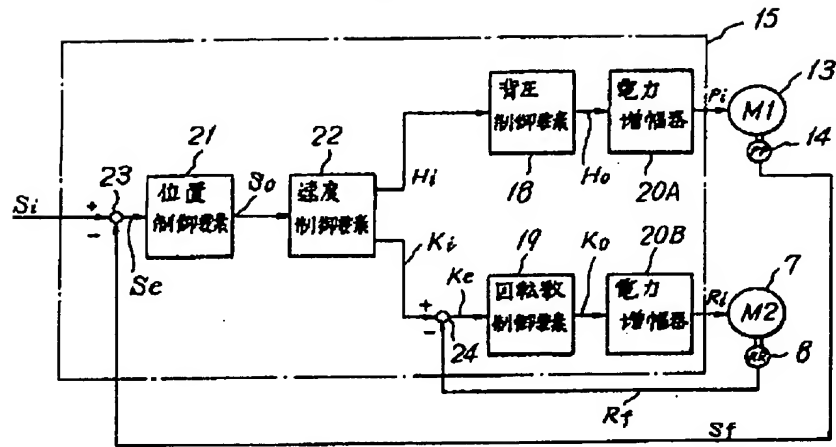 15
13
背圧
制御要素
18
電力
増幅器
20A
Pi
M1
14
21
22
23
Si
+
−
Se
位置
制御要素
So
速度
制御要素
Hi
Ho
Ki
Ke
+
−
24
19
回転数
制御要素
Ko
20B
電力
増幅器
Ri
7
M2
8
Rf
Sf